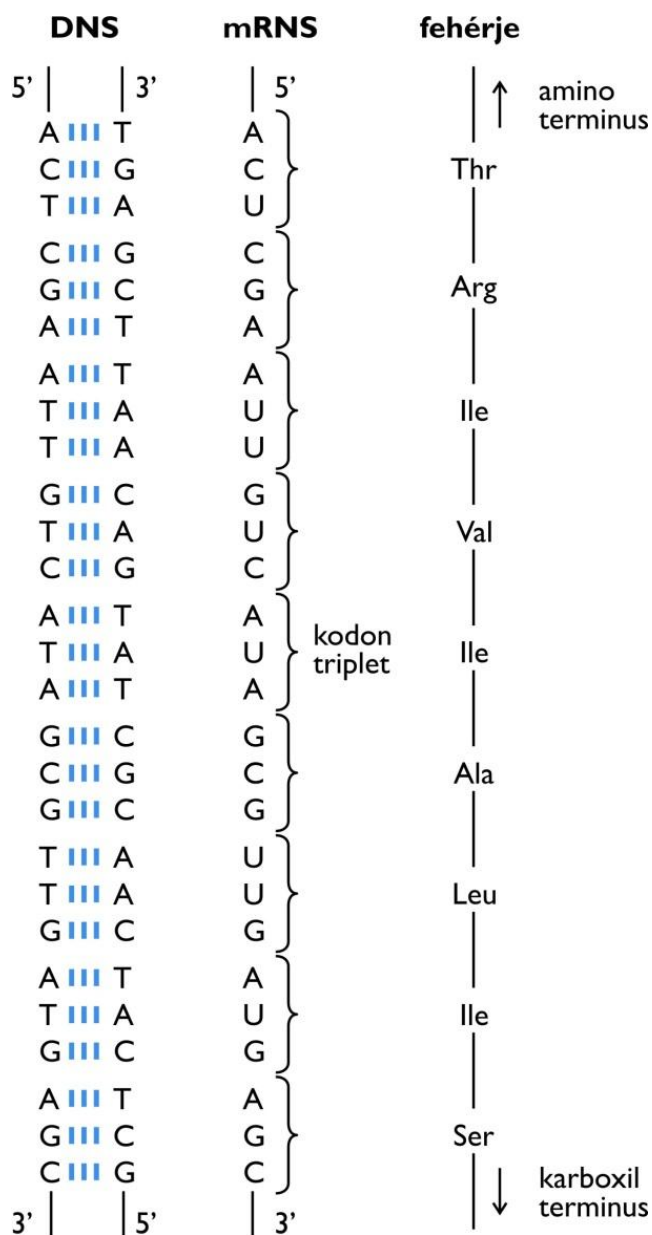 DNS mRNS fehérje
5’ 3’ 5’ amino
terminus
A T A
C G C Thr
T A U
C G C
G C G Arg
A T A
A T A
T A U Ile
T A U
G C G
T A U Val
C G C
A T A kodon
T A U triplet Ile
A T A
G C G
C G C Ala
G C G
T A U
T A U Leu
G C G
A T A
T A U Ile
G C G
A T A
G C G Ser
C G C karboxil
terminus
3’ 5’ 3’